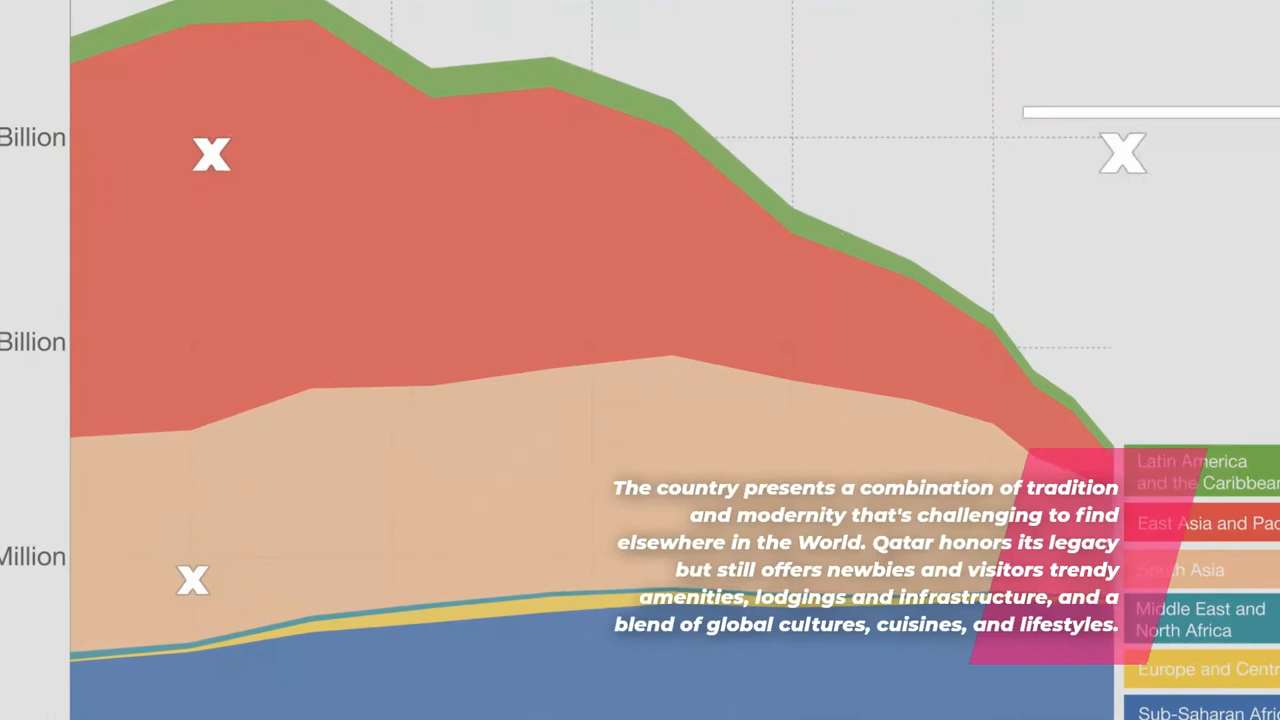 Billion
X
X
Billion
Million
X
The country presents a combination of tradition
and modernity that's challenging to find
elsewhere in the World. Qatar honors its legacy
but still offers newbies and visitors trendy
amenities, lodgings and infrastructure, and a
blend of global cultures, cuisines, and lifestyles.
Latin America
and the Caribbean
East Asia and Pac
South Asia
Middle East and
North Africa
Europe and Centr
Sub-Saharan Afri